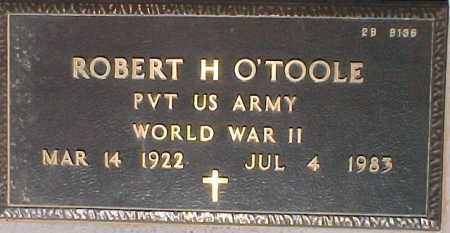 2B 9136
ROBERT H O'TOOLE
PVT US ARMY
WORLD WAR II
MAR 14 1922 JUL 4 1983